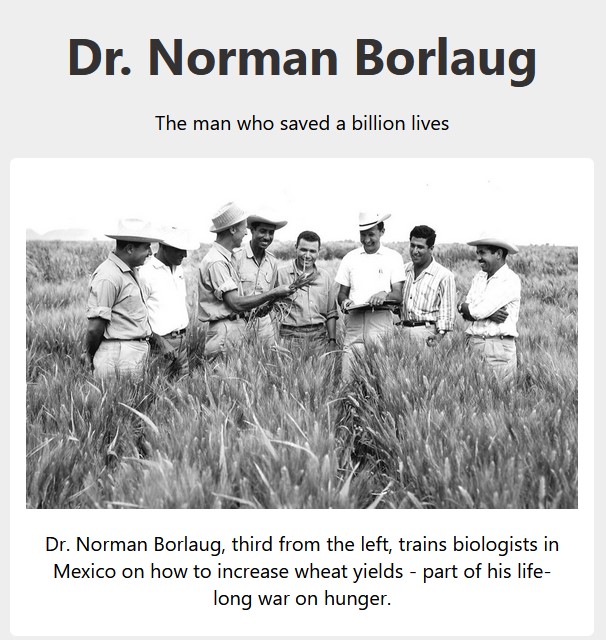 Dr. Norman Borlaug
The man who saved a billion lives
Dr. Norman Borlaug, third from the left, trains biologists in
Mexico on how to increase wheat yields - part of his life-
long war on hunger.